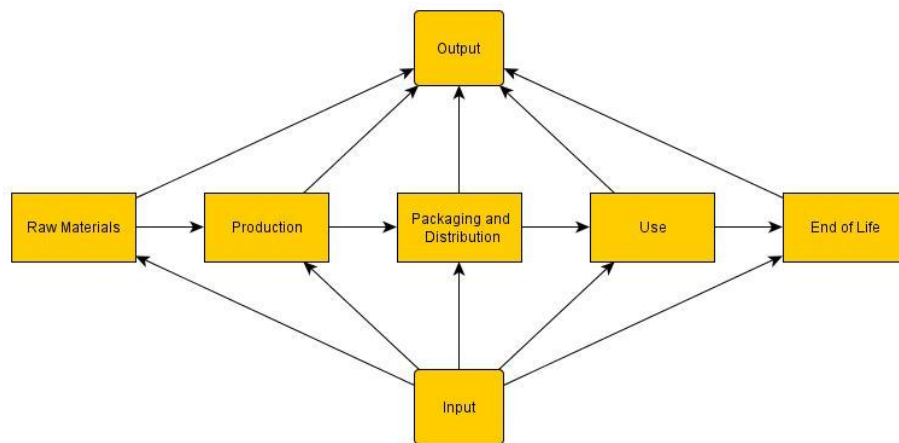 Output
Raw Materials
Production
Packaging and
Distribution
Use
End of Life
Input